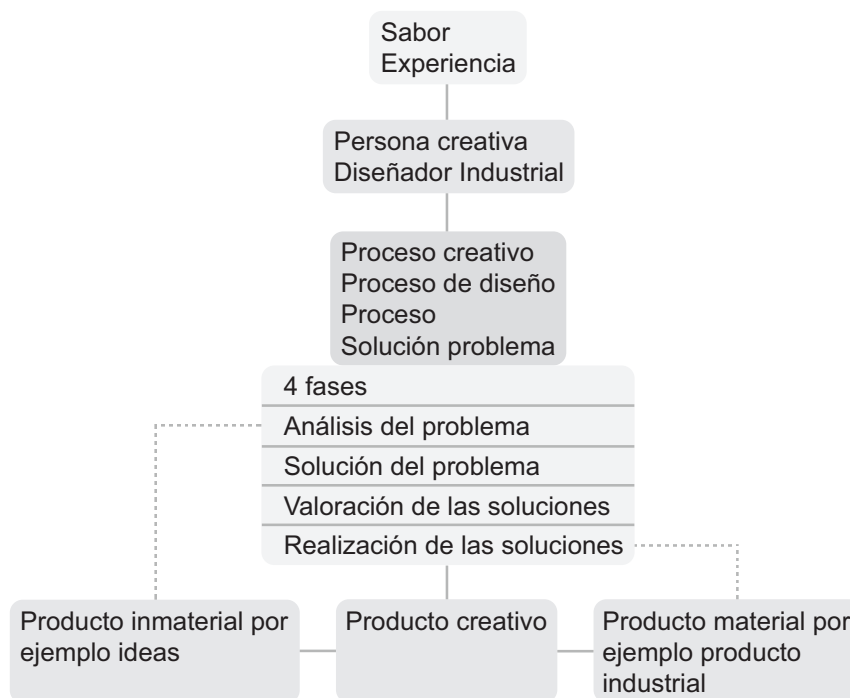 Sabor
Experiencia
Persona creativa
Diseñador Industrial
Proceso creativo
Proceso de diseño
Proceso
Solución problema
4 fases
Análisis del problema
Solución del problema
Valoración de las soluciones
Realización de las soluciones
Producto inmaterial por
ejemplo ideas
Producto creativo
Producto material por
ejemplo producto
industrial